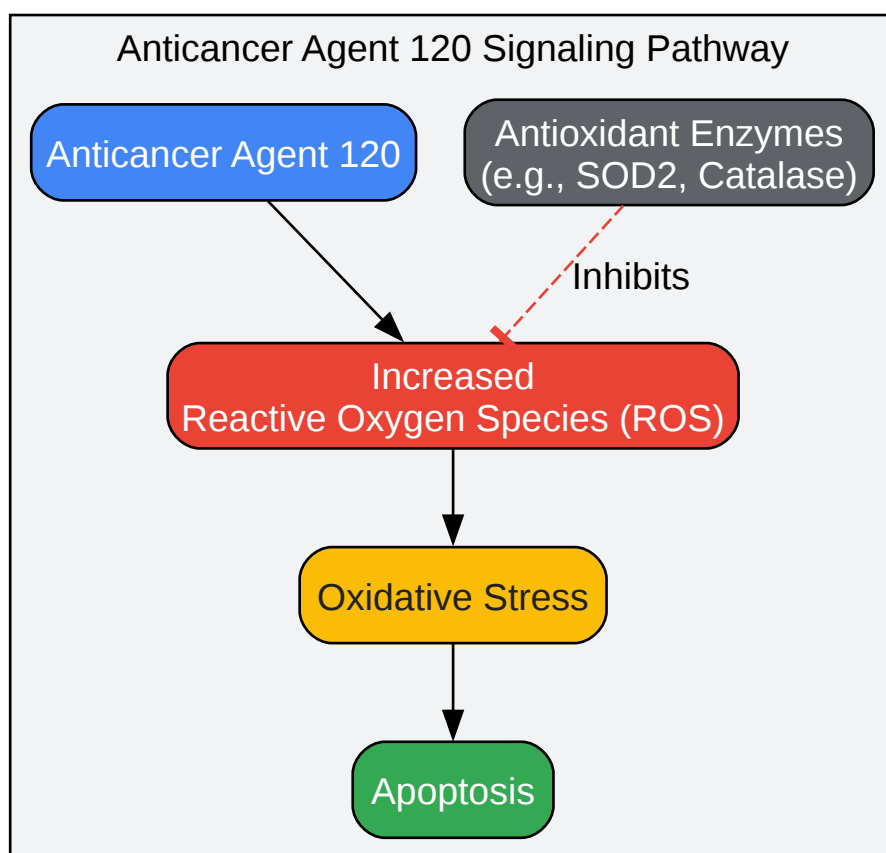 Anticancer Agent 120 Signaling Pathway
Anticancer Agent 120
Antioxidant Enzymes
(e.g., SOD2, Catalase)
Inhibits
Increased
Reactive Oxygen Species (ROS)
Oxidative Stress
Apoptosis